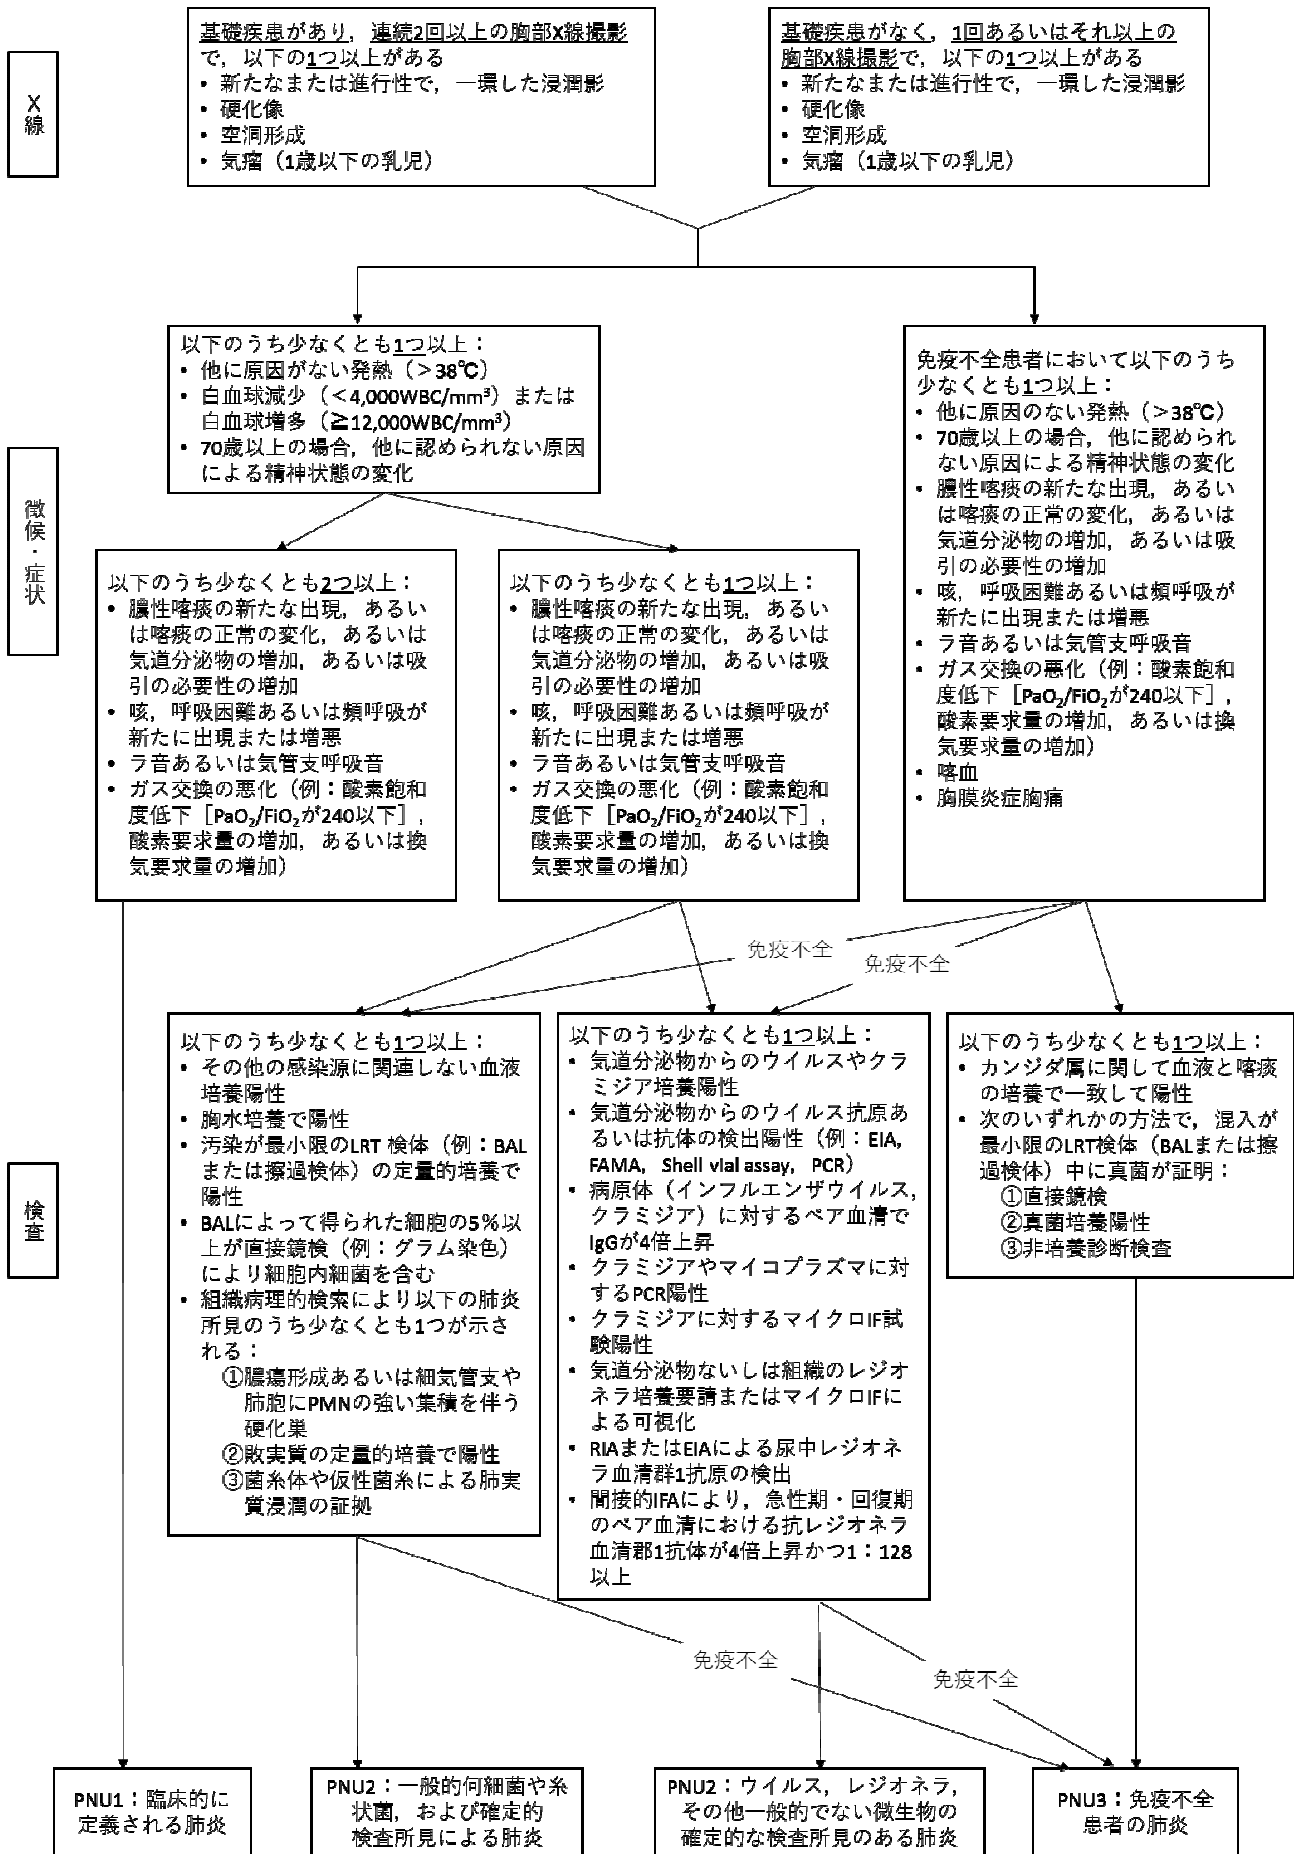 X線
基礎疾患があり，連続2回以上の胸部X線撮影
で，以下の1つ以上がある
• 新たなまたは進行性で，一環した浸潤影
• 硬化像
• 空洞形成
• 気瘤（1歳以下の乳児）
基礎疾患がなく，1回あるいはそれ以上の
胸部X線撮影で，以下の1つ以上がある
• 新たなまたは進行性で，一環した浸潤影
• 硬化像
• 空洞形成
• 気瘤（1歳以下の乳児）
徴候・症状
以下のうち少なくとも1つ以上：
• 他に原因がない発熱（＞38℃）
• 白血球減少（＜4,000WBC/mm³）または
白血球増多（≧12,000WBC/mm³）
• 70歳以上の場合，他に認められない原因
による精神状態の変化
以下のうち少なくとも2つ以上：
• 膿性喀痰の新たな出現，あるい
は喀痰の正常の変化，あるいは
気道分泌物の増加，あるいは吸
引の必要性の増加
• 咳，呼吸困難あるいは頻呼吸が
新たに出現または増悪
• ラ音あるいは気管支呼吸音
• ガス交換の悪化（例：酸素飽和
度低下［PaO₂/FiO₂が240以下］，
酸素要求量の増加，あるいは換
気要求量の増加）
以下のうち少なくとも1つ以上：
• 膿性喀痰の新たな出現，あるい
は喀痰の正常の変化，あるいは
気道分泌物の増加，あるいは吸
引の必要性の増加
• 咳，呼吸困難あるいは頻呼吸が
新たに出現または増悪
• ラ音あるいは気管支呼吸音
• ガス交換の悪化（例：酸素飽和
度低下［PaO₂/FiO₂が240以下］，
酸素要求量の増加，あるいは換
気要求量の増加）
免疫不全患者において以下のうち
少なくとも1つ以上：
• 他に原因のない発熱（＞38℃）
• 70歳以上の場合，他に認められ
ない原因による精神状態の変化
• 膿性喀痰の新たな出現，あるい
は喀痰の正常の変化，あるいは
気道分泌物の増加，あるいは吸
引の必要性の増加
• 咳，呼吸困難あるいは頻呼吸が
新たに出現または増悪
• ラ音あるいは気管支呼吸音
• ガス交換の悪化（例：酸素飽和
度低下［PaO₂/FiO₂が240以下］，
酸素要求量の増加，あるいは換
気要求量の増加）
• 喀血
• 胸膜炎症胸痛
免疫不全
免疫不全
検査
以下のうち少なくとも1つ以上：
• その他の感染源に関連しない血液
培養陽性
• 胸水培養で陽性
• 汚染が最小限のLRT 検体（例：BAL
または擦過検体）の定量的培養で
陽性
• BALによって得られた細胞の5％以
上が直接鏡検（例：グラム染色）
により細胞内細菌を含む
• 組織病理的検索により以下の肺炎
所見のうち少なくとも1つが示さ
れる：
①膿瘍形成あるいは細気管支や
肺胞にPMNの強い集積を伴う
硬化巣
②敗実質の定量的培養で陽性
③菌糸体や仮性菌糸による肺実
質浸潤の証拠
以下のうち少なくとも1つ以上：
• 気道分泌物からのウイルスやクラ
ミジア培養陽性
• 気道分泌物からのウイルス抗原あ
るいは抗体の検出陽性（例：EIA，
FAMA，Shell vial assay，PCR）
• 病原体（インフルエンザウイルス，
クラミジア）に対するペア血清で
IgGが4倍上昇
• クラミジアやマイコプラズマに対
するPCR陽性
• クラミジアに対するマイクロIF試
験陽性
• 気道分泌物ないしは組織のレジオ
ネラ培養要請またはマイクロIFに
よる可視化
• RIAまたはEIAによる尿中レジオネ
ラ血清群1抗原の検出
• 間接的IFAにより，急性期・回復期
のペア血清における抗レジオネラ
血清郡1抗体が4倍上昇かつ1：128
以上
以下のうち少なくとも1つ以上：
• カンジダ属に関して血液と喀痰
の培養で一致して陽性
• 次のいずれかの方法で，混入が
最小限のLRT検体（BALまたは擦
過検体）中に真菌が証明：
①直接鏡検
②真菌培養陽性
③非培養診断検査
免疫不全
免疫不全
PNU1：臨床的に
定義される肺炎
PNU2：一般的何細菌や糸
状菌，および確定的
検査所見による肺炎
PNU2：ウイルス，レジオネラ，
その他一般的でない微生物の
確定的な検査所見のある肺炎
PNU3：免疫不全
患者の肺炎